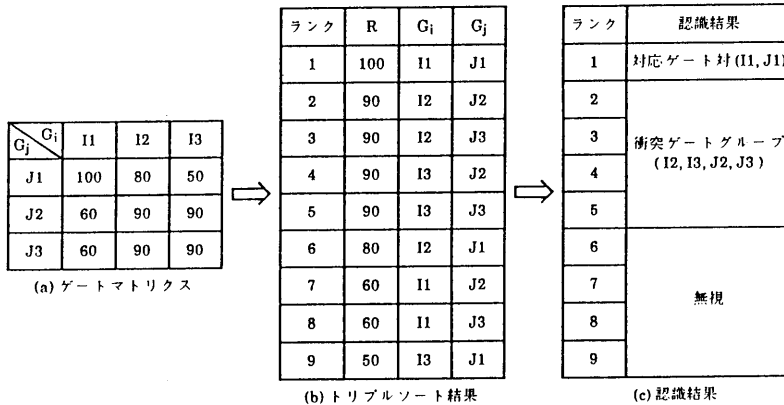 G_j G_i I1 I2 I3
J1 100 80 50
J2 60 90 90
J3 60 90 90
(a) ゲートマトリクス
ランク R G_i G_j
1 100 I1 J1
2 90 I2 J2
3 90 I2 J3
4 90 I3 J2
5 90 I3 J3
6 80 I2 J1
7 60 I1 J2
8 60 I1 J3
9 50 I3 J1
(b) トリプルソート結果
ランク 認識結果
1 対応ゲート対(I1, J1)
2
3 衝突ゲートグループ
4 (I2, I3, J2, J3)
5
6
7 無視
8
9
(c) 認識結果